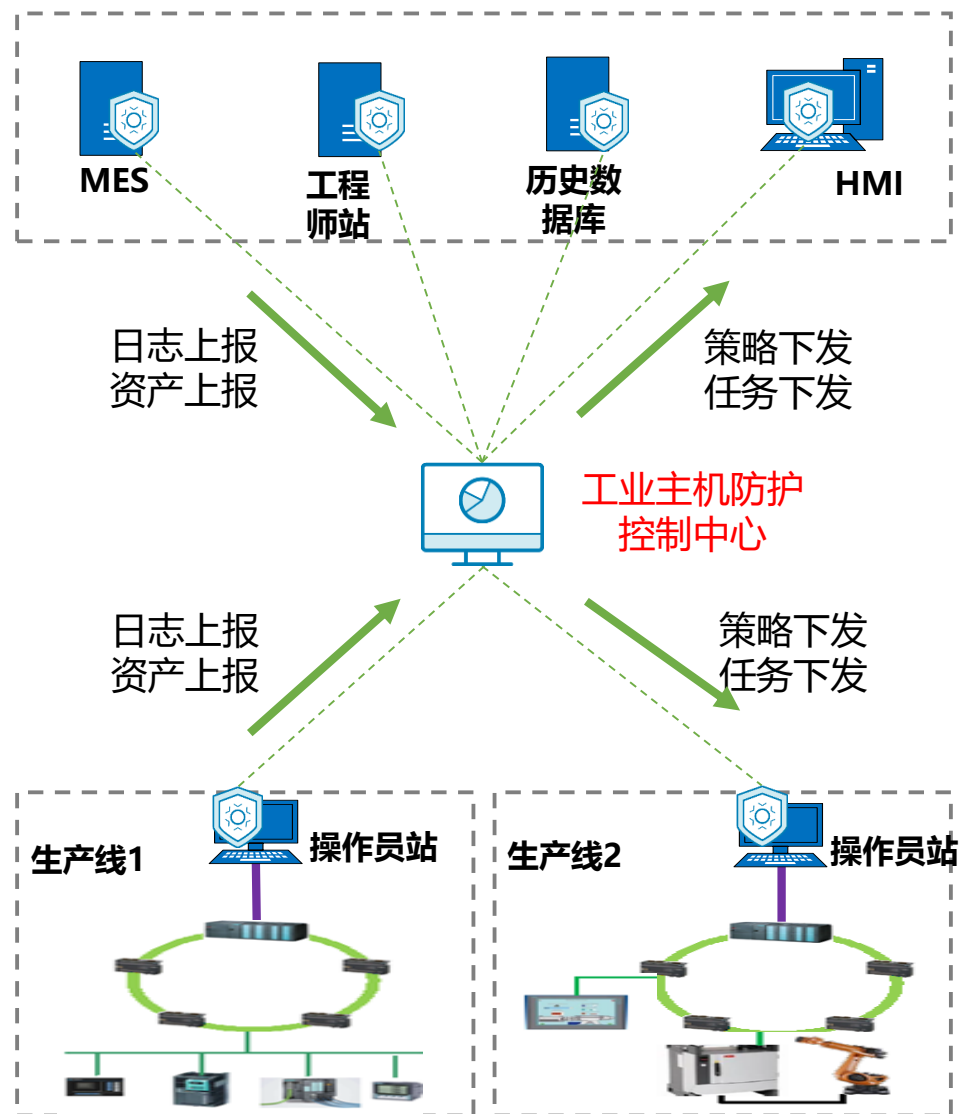 MES
工程
师站
历史数
据库
HMI
日志上报
资产上报
策略下发
任务下发
工业主机防护
控制中心
日志上报
资产上报
策略下发
任务下发
生产线1
操作员站
生产线2
操作员站